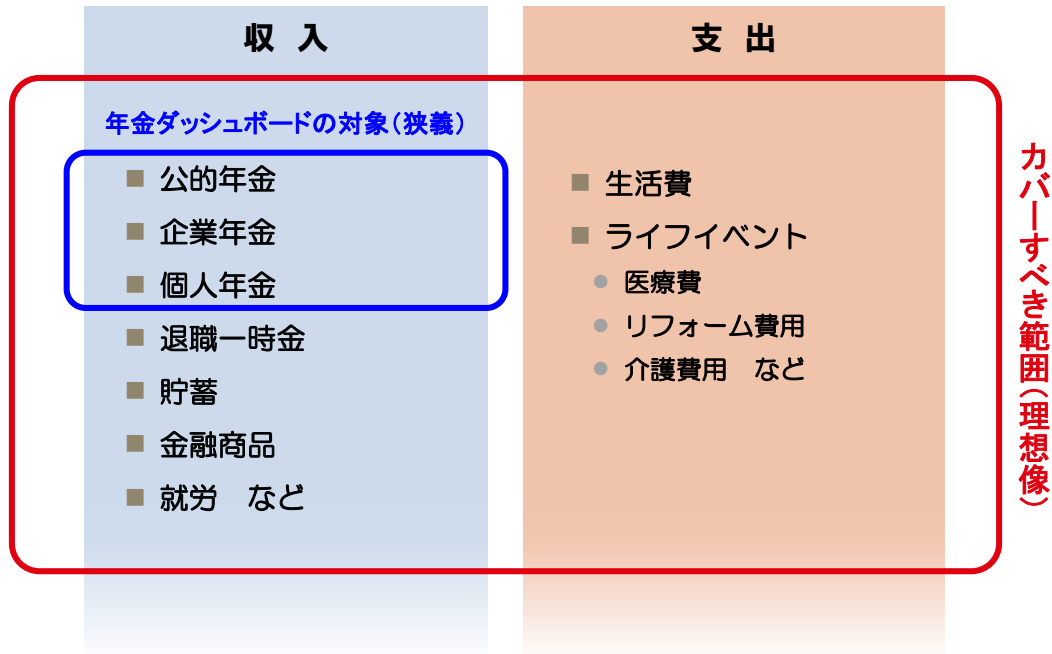 収 入
年金ダッシュボードの対象（狭義）
公的年金
企業年金
個人年金
退職一時金
貯蓄
金融商品
就労　など
支 出
生活費
ライフイベント
医療費
リフォーム費用
介護費用　など
カバーすべき範囲（理想像）